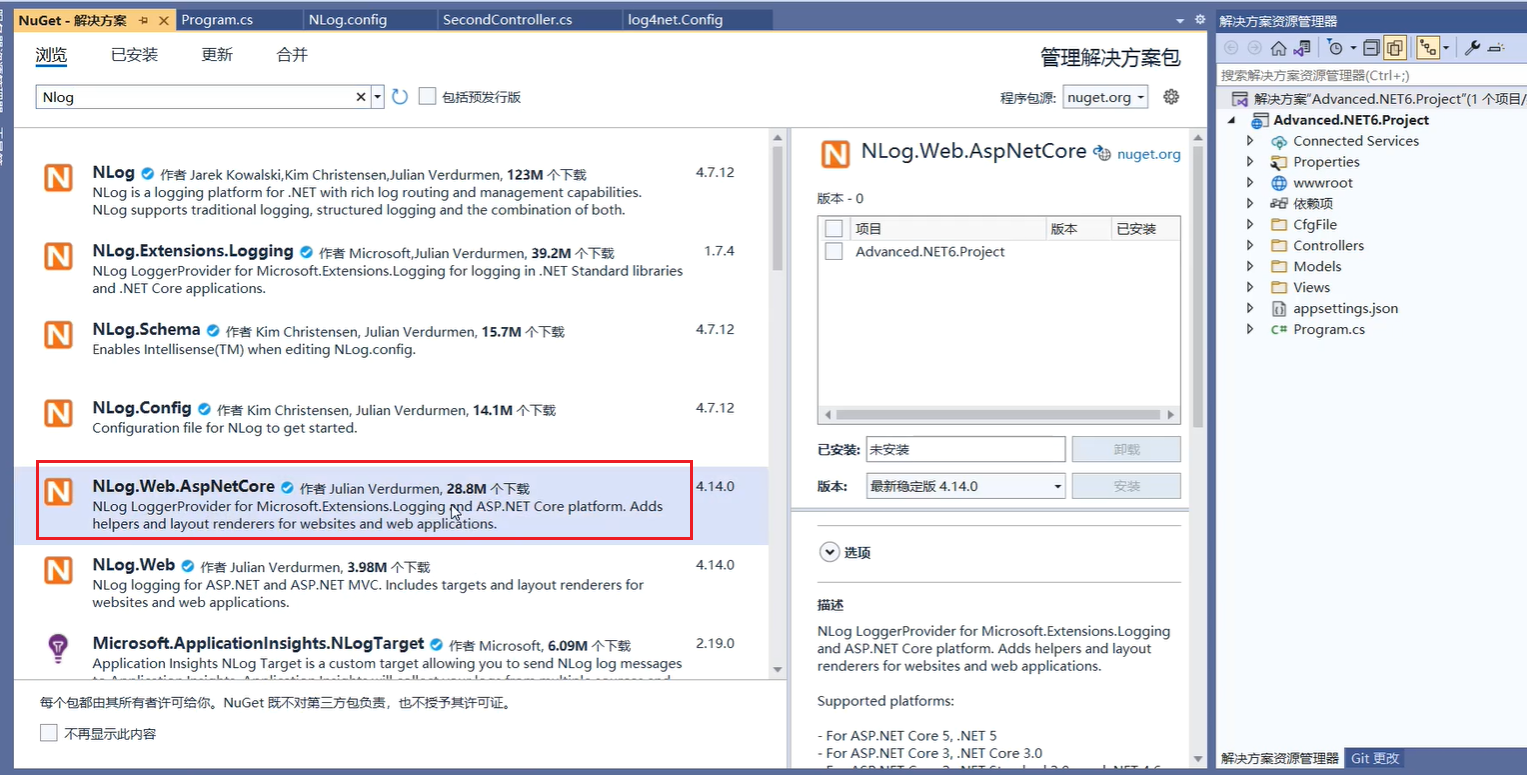 NuGet - 解决方案
Program.cs
NLog.config
SecondController.cs
log4net.Config
浏览
已安装
更新
合并
管理解决方案包
Nlog
包括预发行版
程序包源: nuget.org
NLog 作者 Jarek Kowalski,Kim Christensen,Julian Verdurmen, 123M 个下载
4.7.12
NLog is a logging platform for .NET with rich log routing and management capabilities.
NLog supports traditional logging, structured logging and the combination of both.
NLog.Extensions.Logging 作者 Microsoft,Julian Verdurmen, 39.2M 个下载
1.7.4
NLog LoggerProvider for Microsoft.Extensions.Logging for logging in .NET Standard libraries
and .NET Core applications.
NLog.Schema 作者 Kim Christensen, Julian Verdurmen, 15.7M 个下载
4.7.12
Enables Intellisense(TM) when editing NLog.config.
NLog.Config 作者 Kim Christensen, Julian Verdurmen, 14.1M 个下载
4.7.12
Configuration file for NLog to get started.
NLog.Web.AspNetCore 作者 Julian Verdurmen, 28.8M 个下载
4.14.0
NLog LoggerProvider for Microsoft.Extensions.Logging and ASP.NET Core platform. Adds
helpers and layout renderers for websites and web applications.
NLog.Web 作者 Julian Verdurmen, 3.98M 个下载
4.14.0
NLog logging for ASP.NET and ASP.NET MVC. Includes targets and layout renderers for
websites and web applications.
Microsoft.ApplicationInsights.NLogTarget 作者 Microsoft, 6.09M 个下载
2.19.0
Application Insights NLog Target is a custom target allowing you to send NLog log messages
每个包都由其所有者许可给你。NuGet 既不对第三方包负责，也不授予其许可证。
不再显示此内容
NLog.Web.AspNetCore
nuget.org
版本 - 0
项目 版本 已安装
Advanced.NET6.Project
已安装: 未安装 卸载
版本: 最新稳定版 4.14.0 安装
选项
描述
NLog LoggerProvider for Microsoft.Extensions.Logging
and ASP.NET Core platform. Adds helpers and layout
renderers for websites and web applications.
Supported platforms:
- For ASP.NET Core 5, .NET 5
- For ASP.NET Core 3, .NET Core 3.0
解决方案资源管理器
搜索解决方案资源管理器(Ctrl+;)
解决方案"Advanced.NET6.Project"(1 个项目/
Advanced.NET6.Project
Connected Services
Properties
wwwroot
依赖项
CfgFile
Controllers
Models
Views
appsettings.json
Program.cs
解决方案资源管理器
Git 更改